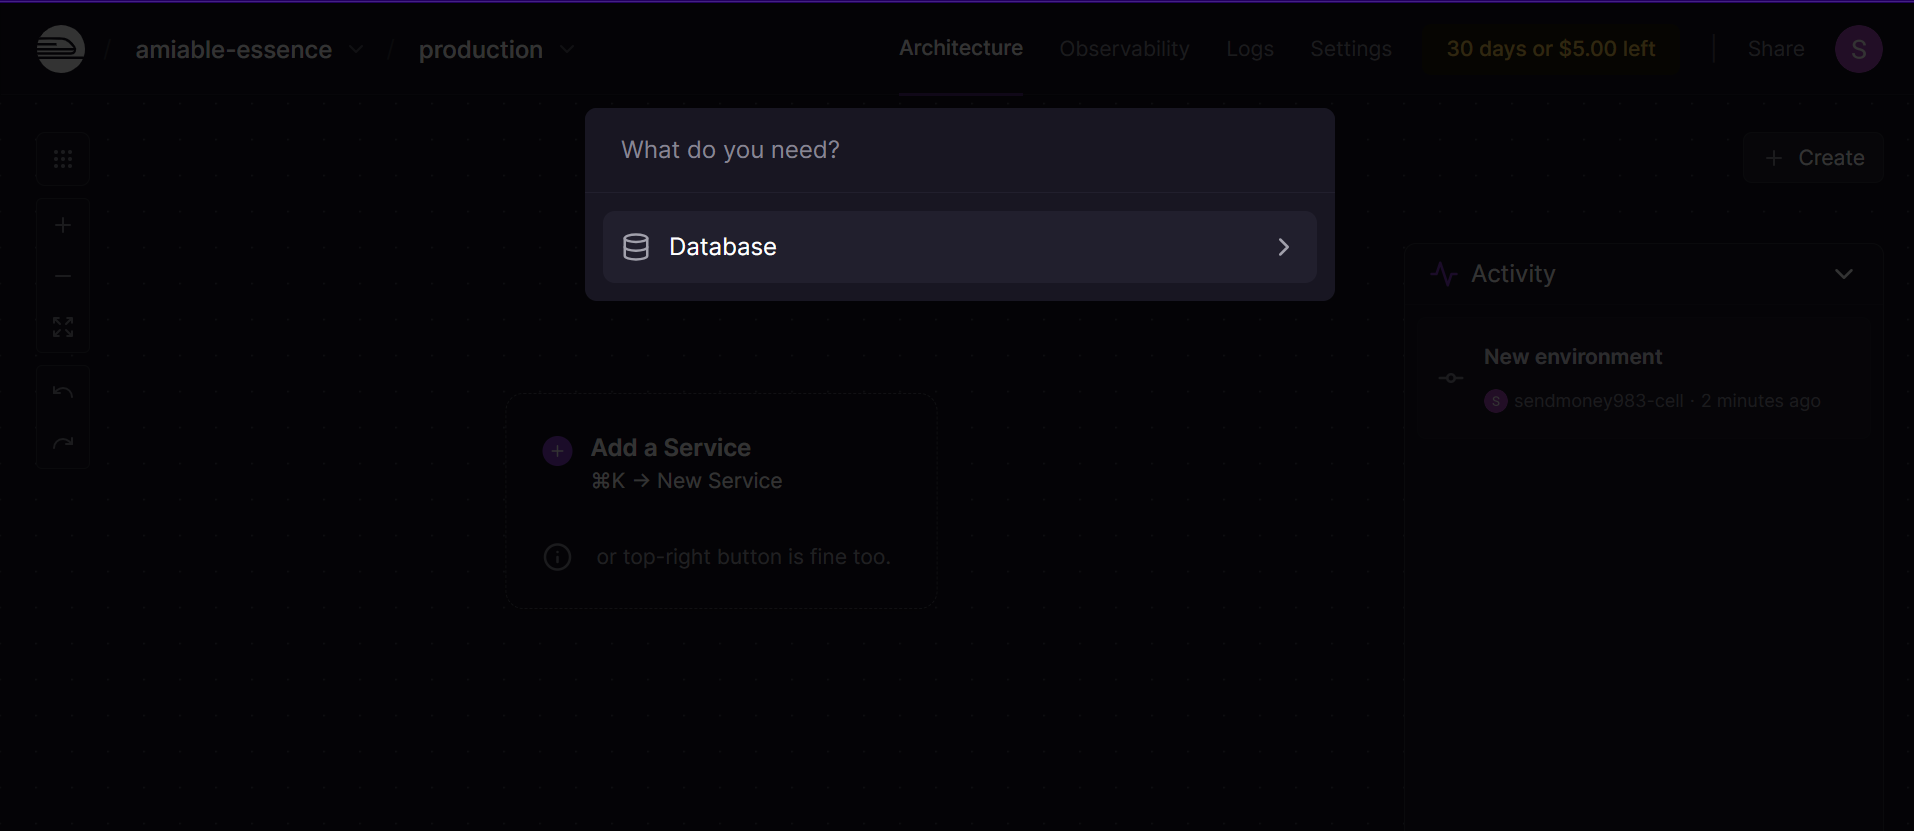 / amiable-essence / production
Architecture Observability Logs Settings 30 days or $5.00 left Share S
What do you need?
Database
+ Create
Activity
New environment
S sendmoney983-cell · 2 minutes ago
Add a Service
⌘K → New Service
or top-right button is fine too.